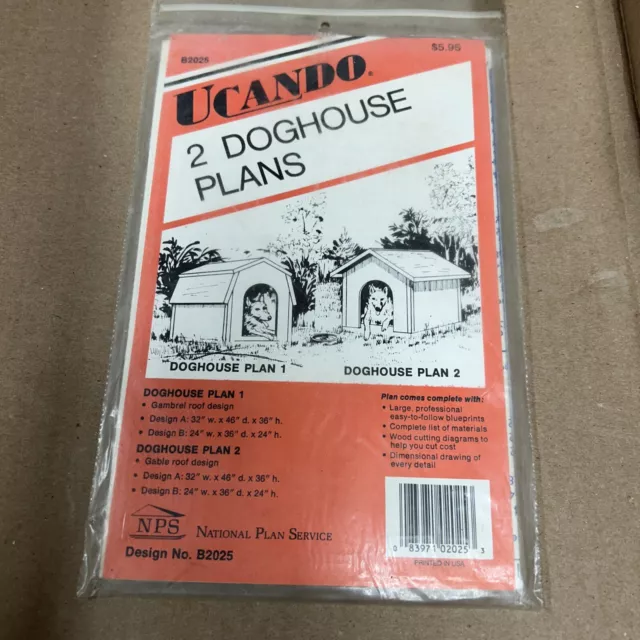 B2025
$5.95
UCANDO®
2 DOGHOUSE
PLANS
DOGHOUSE PLAN 1
DOGHOUSE PLAN 2
DOGHOUSE PLAN 1
• Gambrel roof design
• Design A: 32" w. x 46" d. x 36" h.
• Design B: 24" w. x 36" d. x 24" h.
DOGHOUSE PLAN 2
• Gable roof design
• Design A: 32" w. x 46" d. x 36" h.
• Design B: 24" w. x 36" d. x 24" h.
Plan comes complete with:
• Large, professional
easy-to-follow blueprints
• Complete list of materials
• Wood cutting diagrams to
help you cut cost
• Dimensional drawing of
every detail
NPS
NATIONAL PLAN SERVICE
Design No. B2025
0 83971 02025 3
PRINTED IN USA